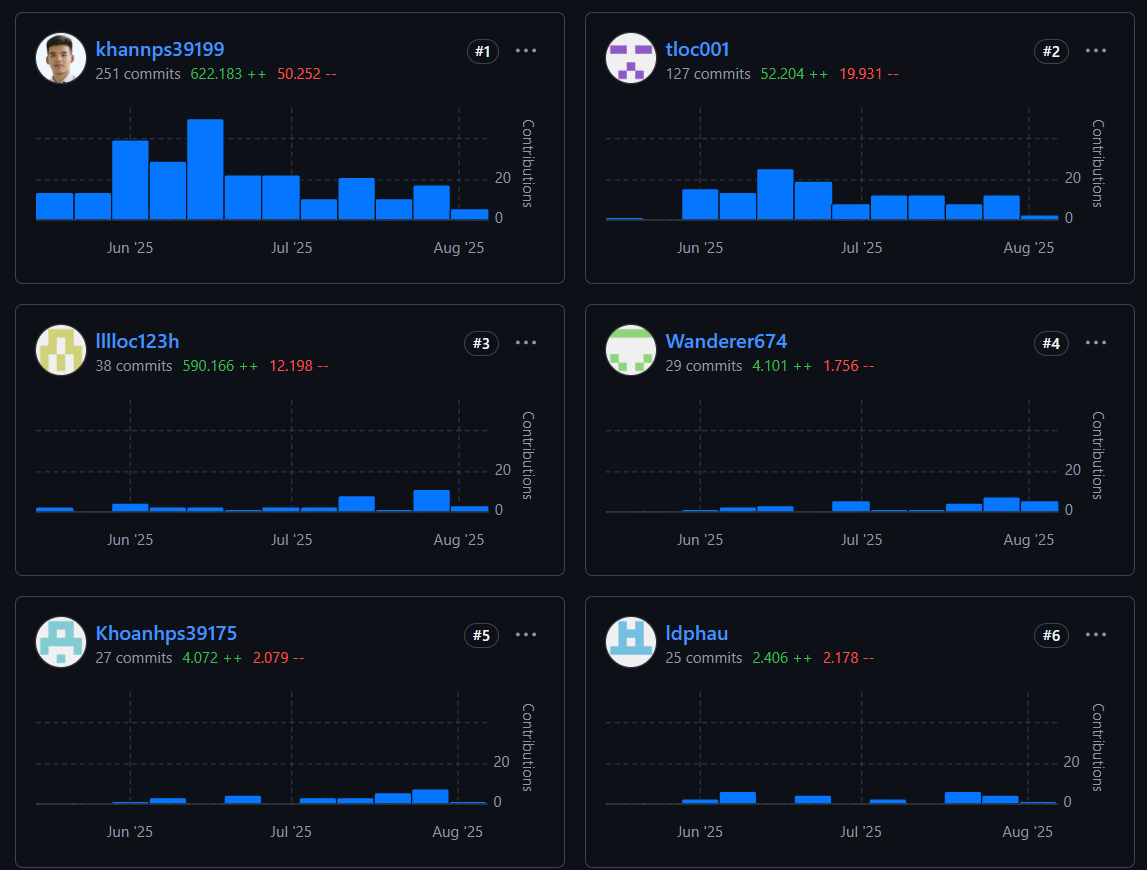 khannps39199
#1
251 commits 622.183 ++ 50.252 --
Contributions
20
0
Jun '25 Jul '25 Aug '25
tloc001
#2
127 commits 52.204 ++ 19.931 --
Contributions
20
0
Jun '25 Jul '25 Aug '25
lllloc123h
#3
38 commits 590.166 ++ 12.198 --
Contributions
20
0
Jun '25 Jul '25 Aug '25
Wanderer674
#4
29 commits 4.101 ++ 1.756 --
Contributions
20
0
Jun '25 Jul '25 Aug '25
Khoanhps39175
#5
27 commits 4.072 ++ 2.079 --
Contributions
20
0
Jun '25 Jul '25 Aug '25
ldphau
#6
25 commits 2.406 ++ 2.178 --
Contributions
20
0
Jun '25 Jul '25 Aug '25